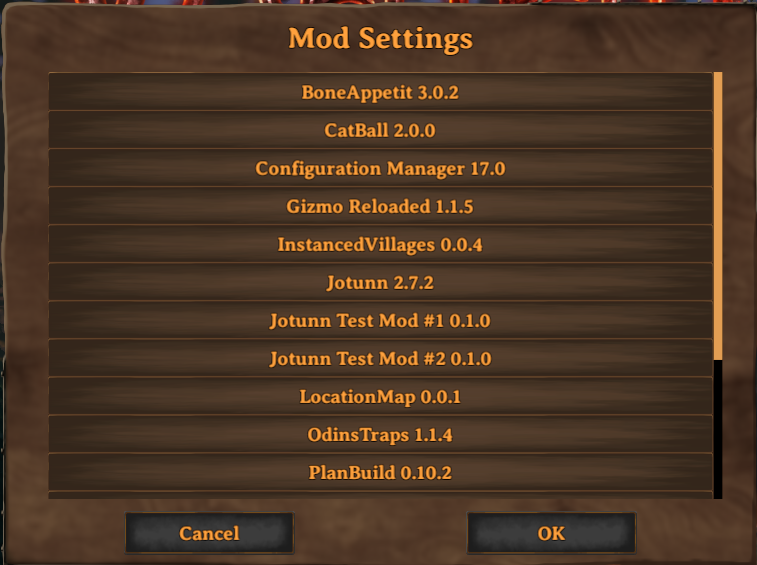 Mod Settings
BoneAppetit 3.0.2
CatBall 2.0.0
Configuration Manager 17.0
Gizmo Reloaded 1.1.5
InstancedVillages 0.0.4
Jotunn 2.7.2
Jotunn Test Mod #1 0.1.0
Jotunn Test Mod #2 0.1.0
LocationMap 0.0.1
OdinsTraps 1.1.4
PlanBuild 0.10.2
Cancel
OK